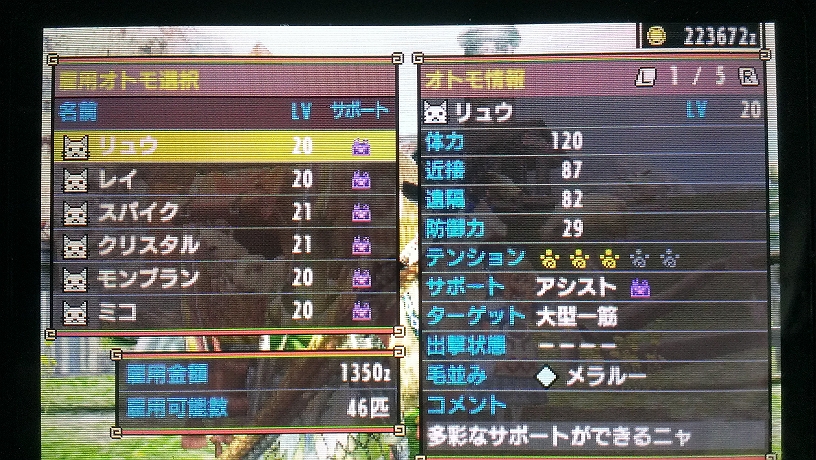 223672z
雇用オトモ選択
名前 LV サポート
リュウ 20
レイ 20
スパイク 21
クリスタル 21
モンブラン 20
ミコ 20
雇用金額 1350z
雇用可能数 46匹
オトモ情報 L 1 / 5 R
リュウ LV 20
体力 120
近接 87
遠隔 82
防御力 29
テンション
サポート アシスト
ターゲット 大型一筋
出撃状態 ----
毛並み メラルー
コメント
多彩なサポートができるニャ